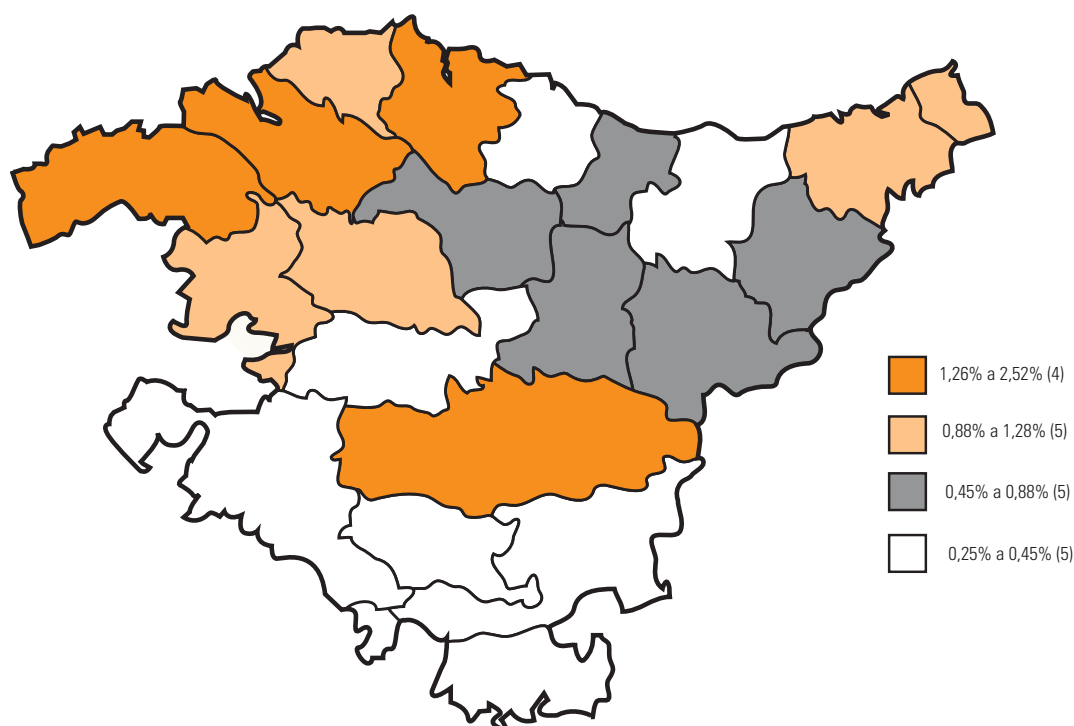 1,26% a 2,52% (4)
0,88% a 1,28% (5)
0,45% a 0,88% (5)
0,25% a 0,45% (5)